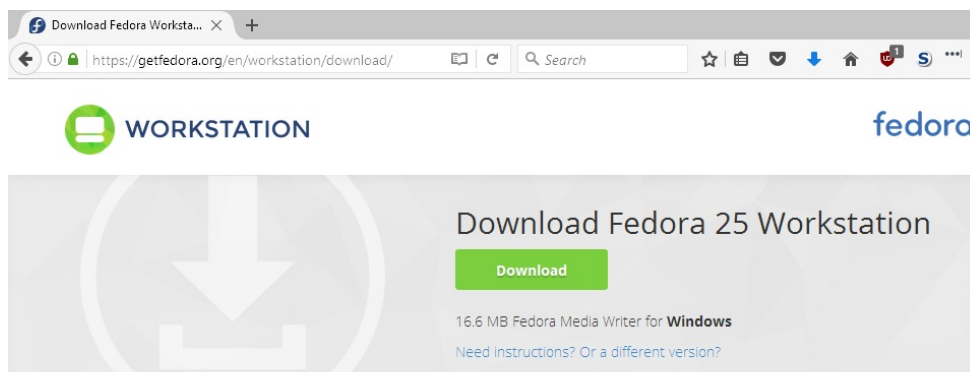 Download Fedora Worksta...
https://getfedora.org/en/workstation/download/
Search
1
S
WORKSTATION
fedora
Download Fedora 25 Workstation
Download
16.6 MB Fedora Media Writer for Windows
Need instructions? Or a different version?